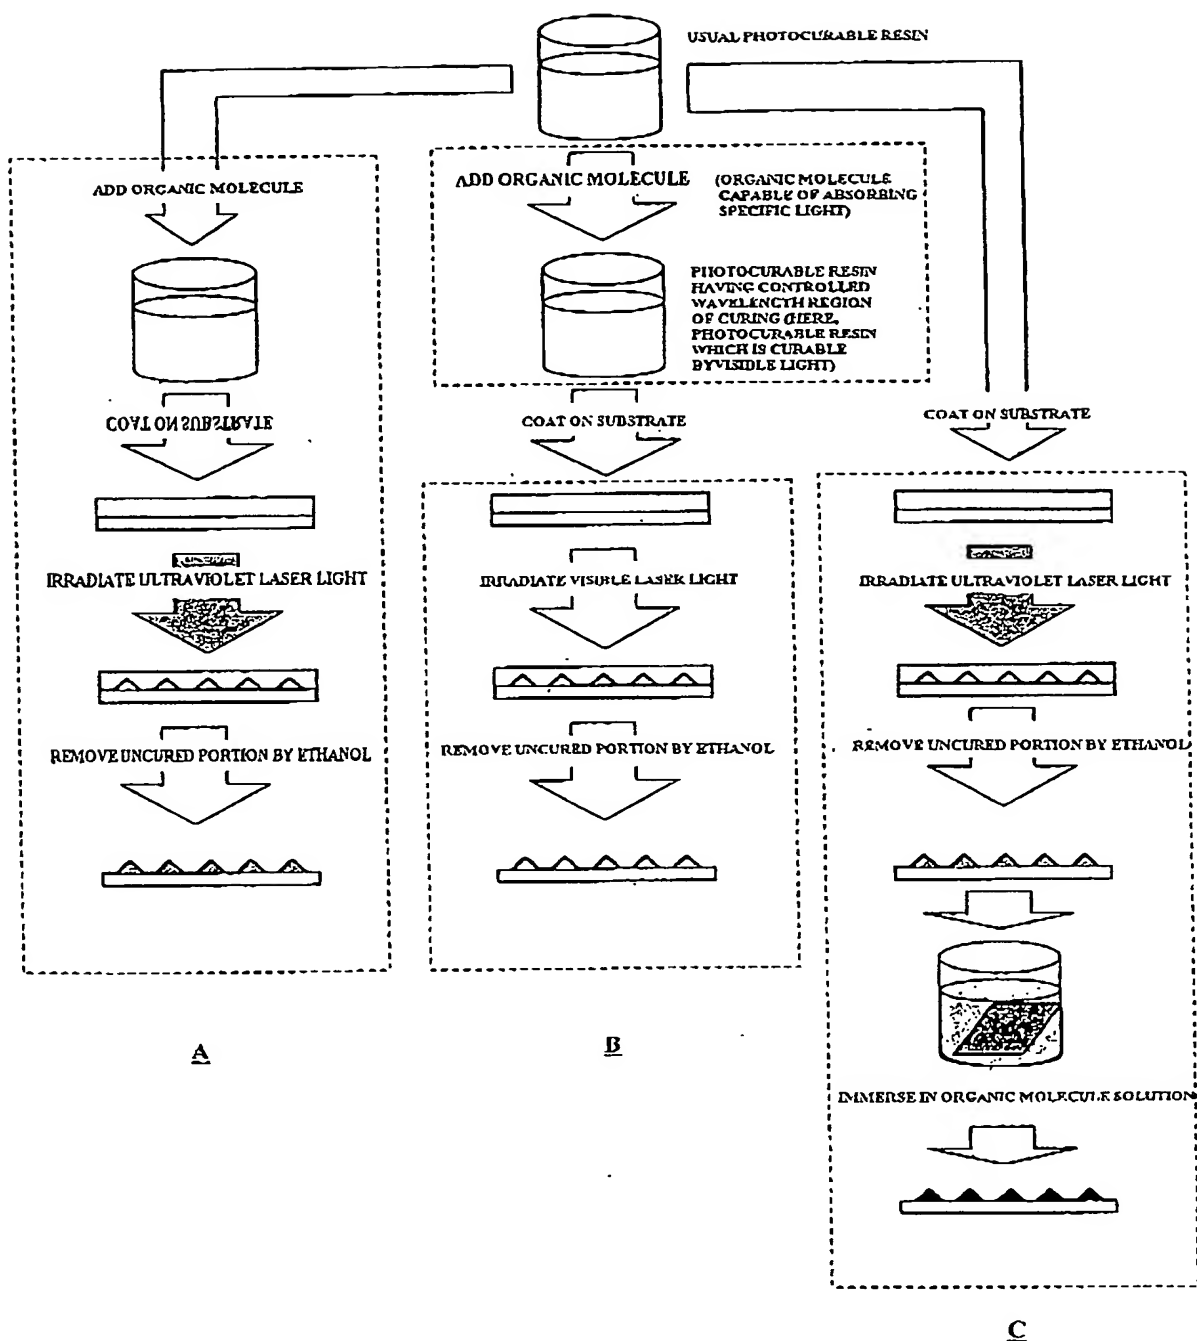 USUAL PHOTOCURABLE RESIN
ADD ORGANIC MOLECULE
COAT ON SUBSTRATE
IRRADIATE ULTRAVIOLET LASER LIGHT
REMOVE UNCURED PORTION BY ETHANOL
A
ADD ORGANIC MOLECULE
(ORGANIC MOLECULE
CAPABLE OF ABSORBING
SPECIFIC LIGHT)
PHOTOCURABLE RESIN
HAVING CONTROLLED
WAVELENGTH REGION
OF CURING (HERE,
PHOTOCURABLE RESIN
WHICH IS CURABLE
BYVISIBLE LIGHT)
COAT ON SUBSTRATE
IRRADIATE VISIBLE LASER LIGHT
REMOVE UNCURED PORTION BY ETHANOL
B
COAT ON SUBSTRATE
IRRADIATE ULTRAVIOLET LASER LIGHT
REMOVE UNCURED PORTION BY ETHANOL
IMMERSE IN ORGANIC MOLECULE SOLUTION
C